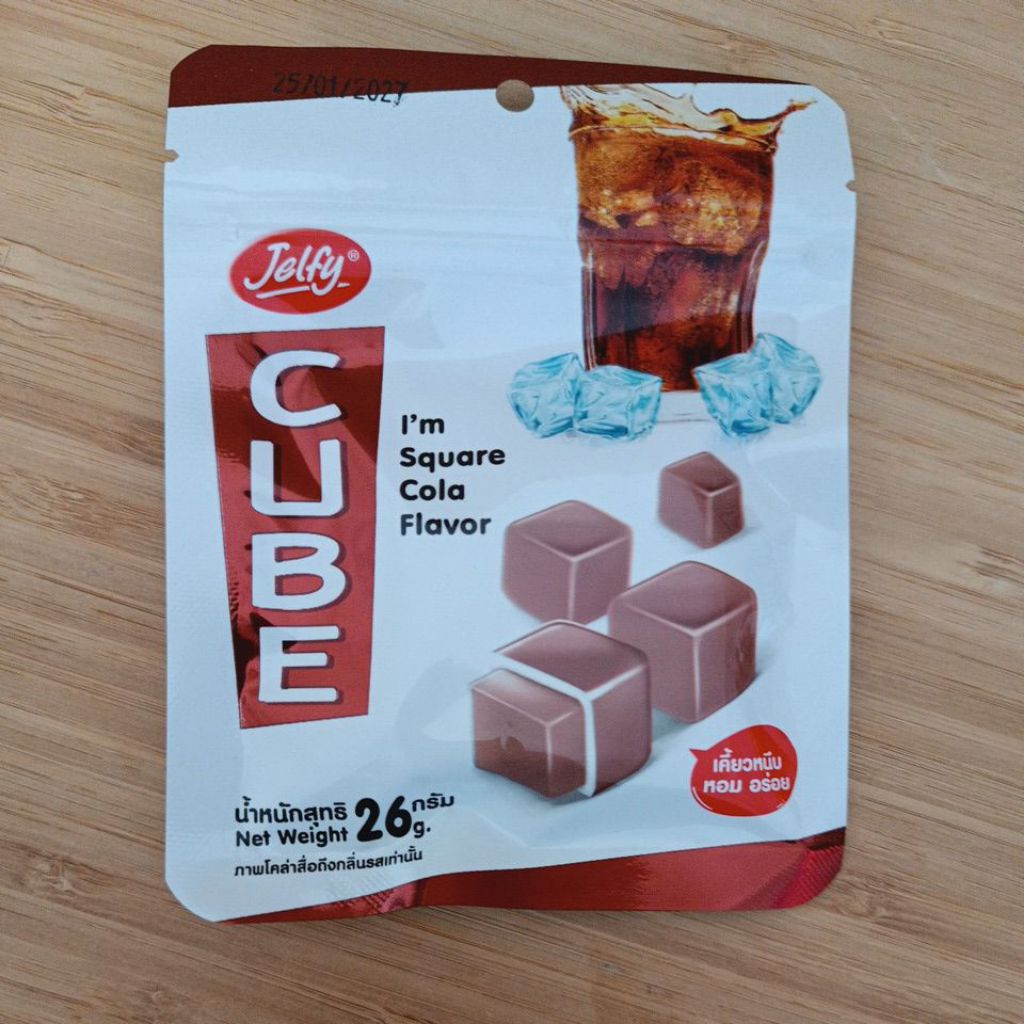 25/01/2027
Jelfy®
CUBE
I'm
Square
Cola
Flavor
เคี้ยวหนึบ
หอม อร่อย
น้ำหนักสุทธิ 26 กรัม
Net Weight g.
ภาพโคล่าสื่อถึงกลิ่นรสเท่านั้น